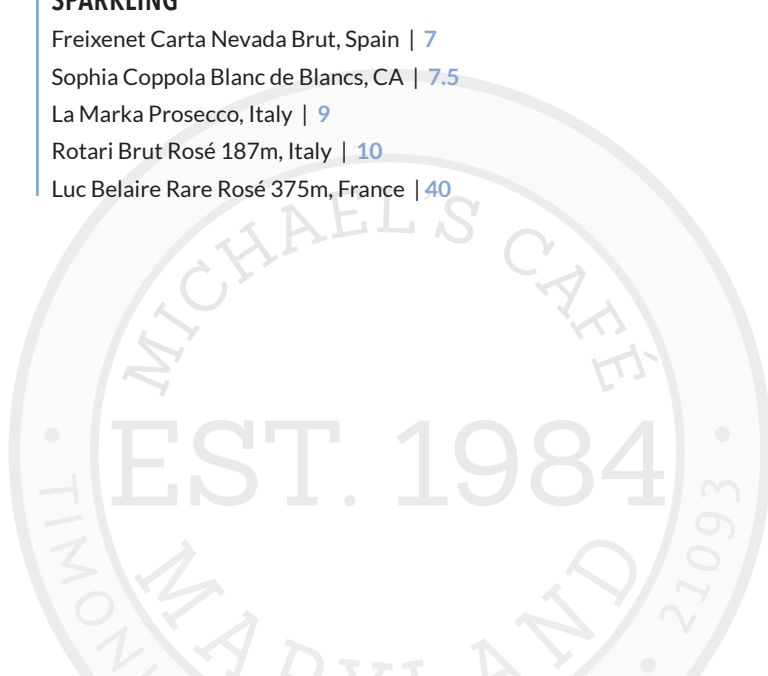 SPARKLING
Freixenet Carta Nevada Brut, Spain | 7
Sophia Coppola Blanc de Blancs, CA | 7.5
La Marka Prosecco, Italy | 9
Rotari Brut Rosé 187m, Italy | 10
Luc Belaire Rare Rosé 375m, France | 40
MICHAEL'S CAFÉ
EST. 1984
MARYLAND
21093